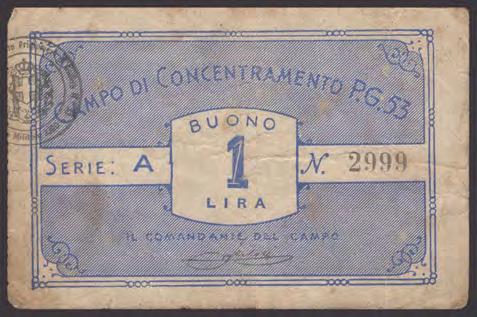 CAMPO DI CONCENTRAMENTO P.G. 53
BUONO
SERIE: A 1 N. 2999
LIRA
IL COMANDANTE DEL CAMPO